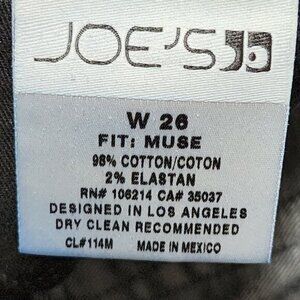 JOE'S
W 26
FIT: MUSE
98% COTTON/COTON
2% ELASTAN
RN# 106214 CA# 35037
DESIGNED IN LOS ANGELES
DRY CLEAN RECOMMENDED
CL#114M MADE IN MEXICO